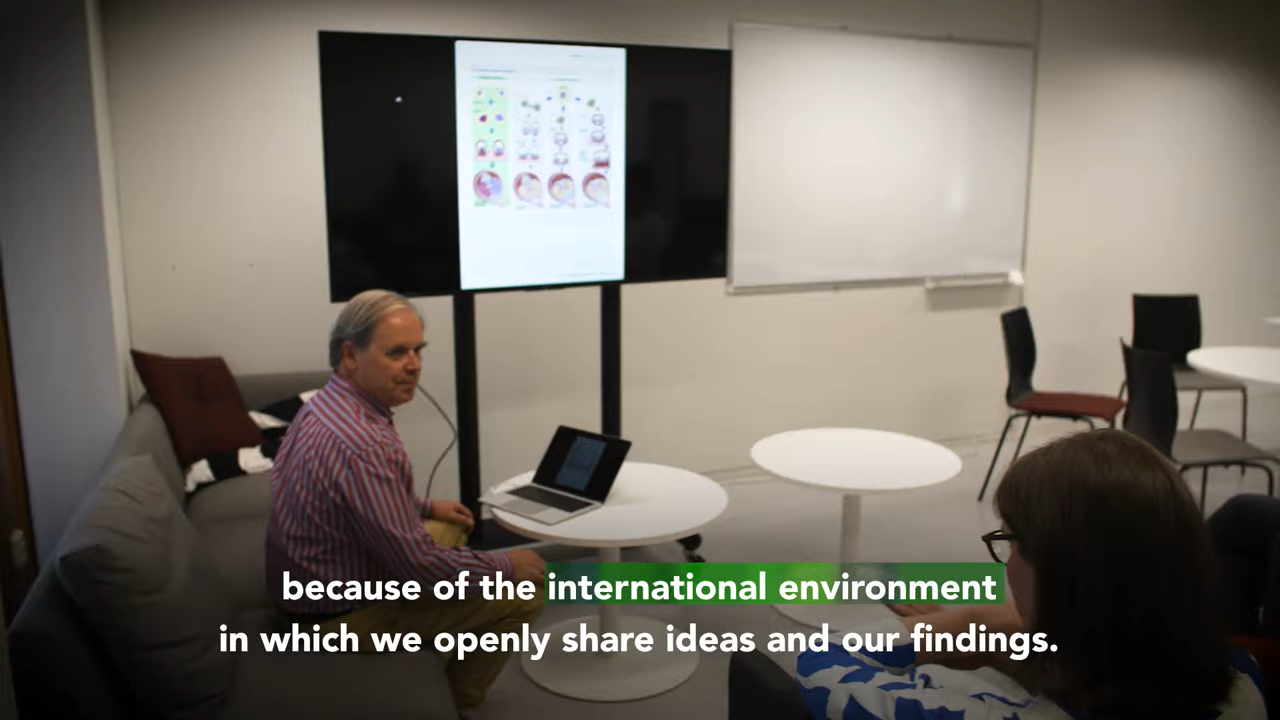 because of the international environment
in which we openly share ideas and our findings.